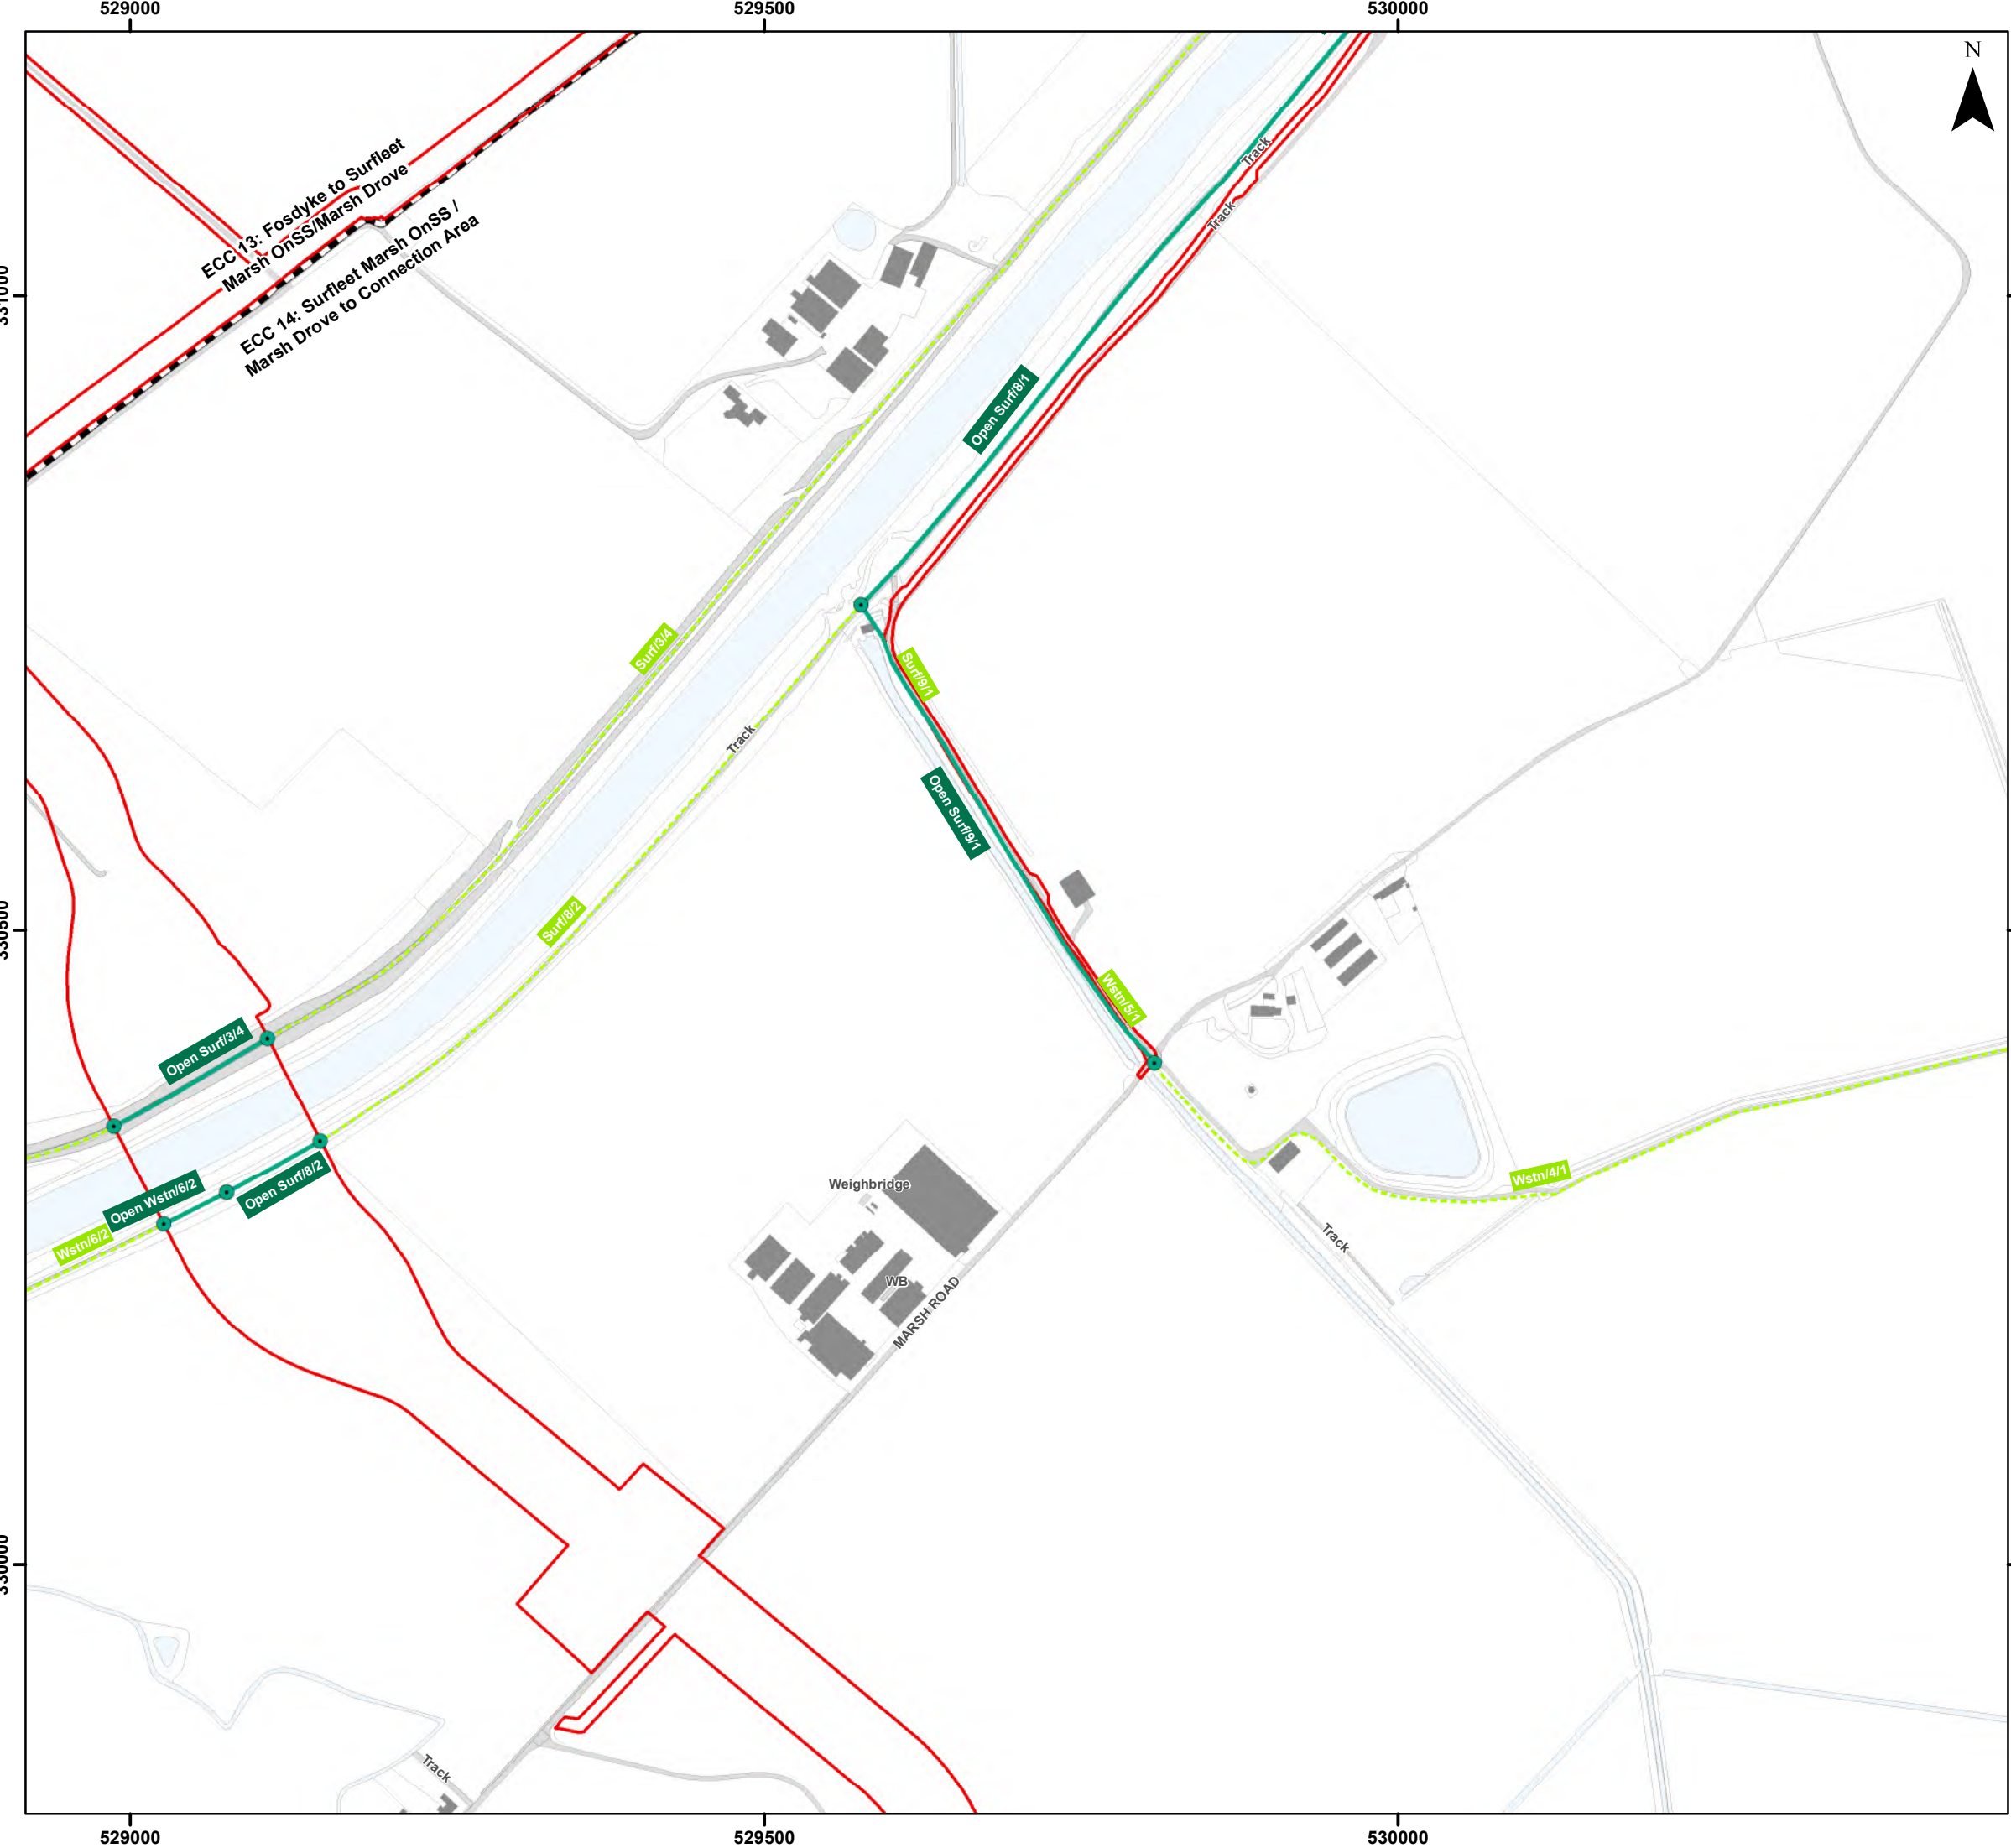 529000
529500
530000
N
ECC 13: Fosdyke to Surfleet
Marsh OnSS/Marsh Drove
ECC 14: Surfleet Marsh OnSS /
Marsh Drove to Connection Area
Track
Track
331000
Open Surf/8/1
Surf/3/4
Surf/9/1
Track
Open Surf/9/1
Surf/8/2
330500
Wstn/5/1
Open Surf/3/4
Open Wstn/6/2
Open Surf/8/2
Wstn/6/2
Weighbridge
Wstn/4/1
Track
WB
MARSH ROAD
330000
Track
529000
529500
530000